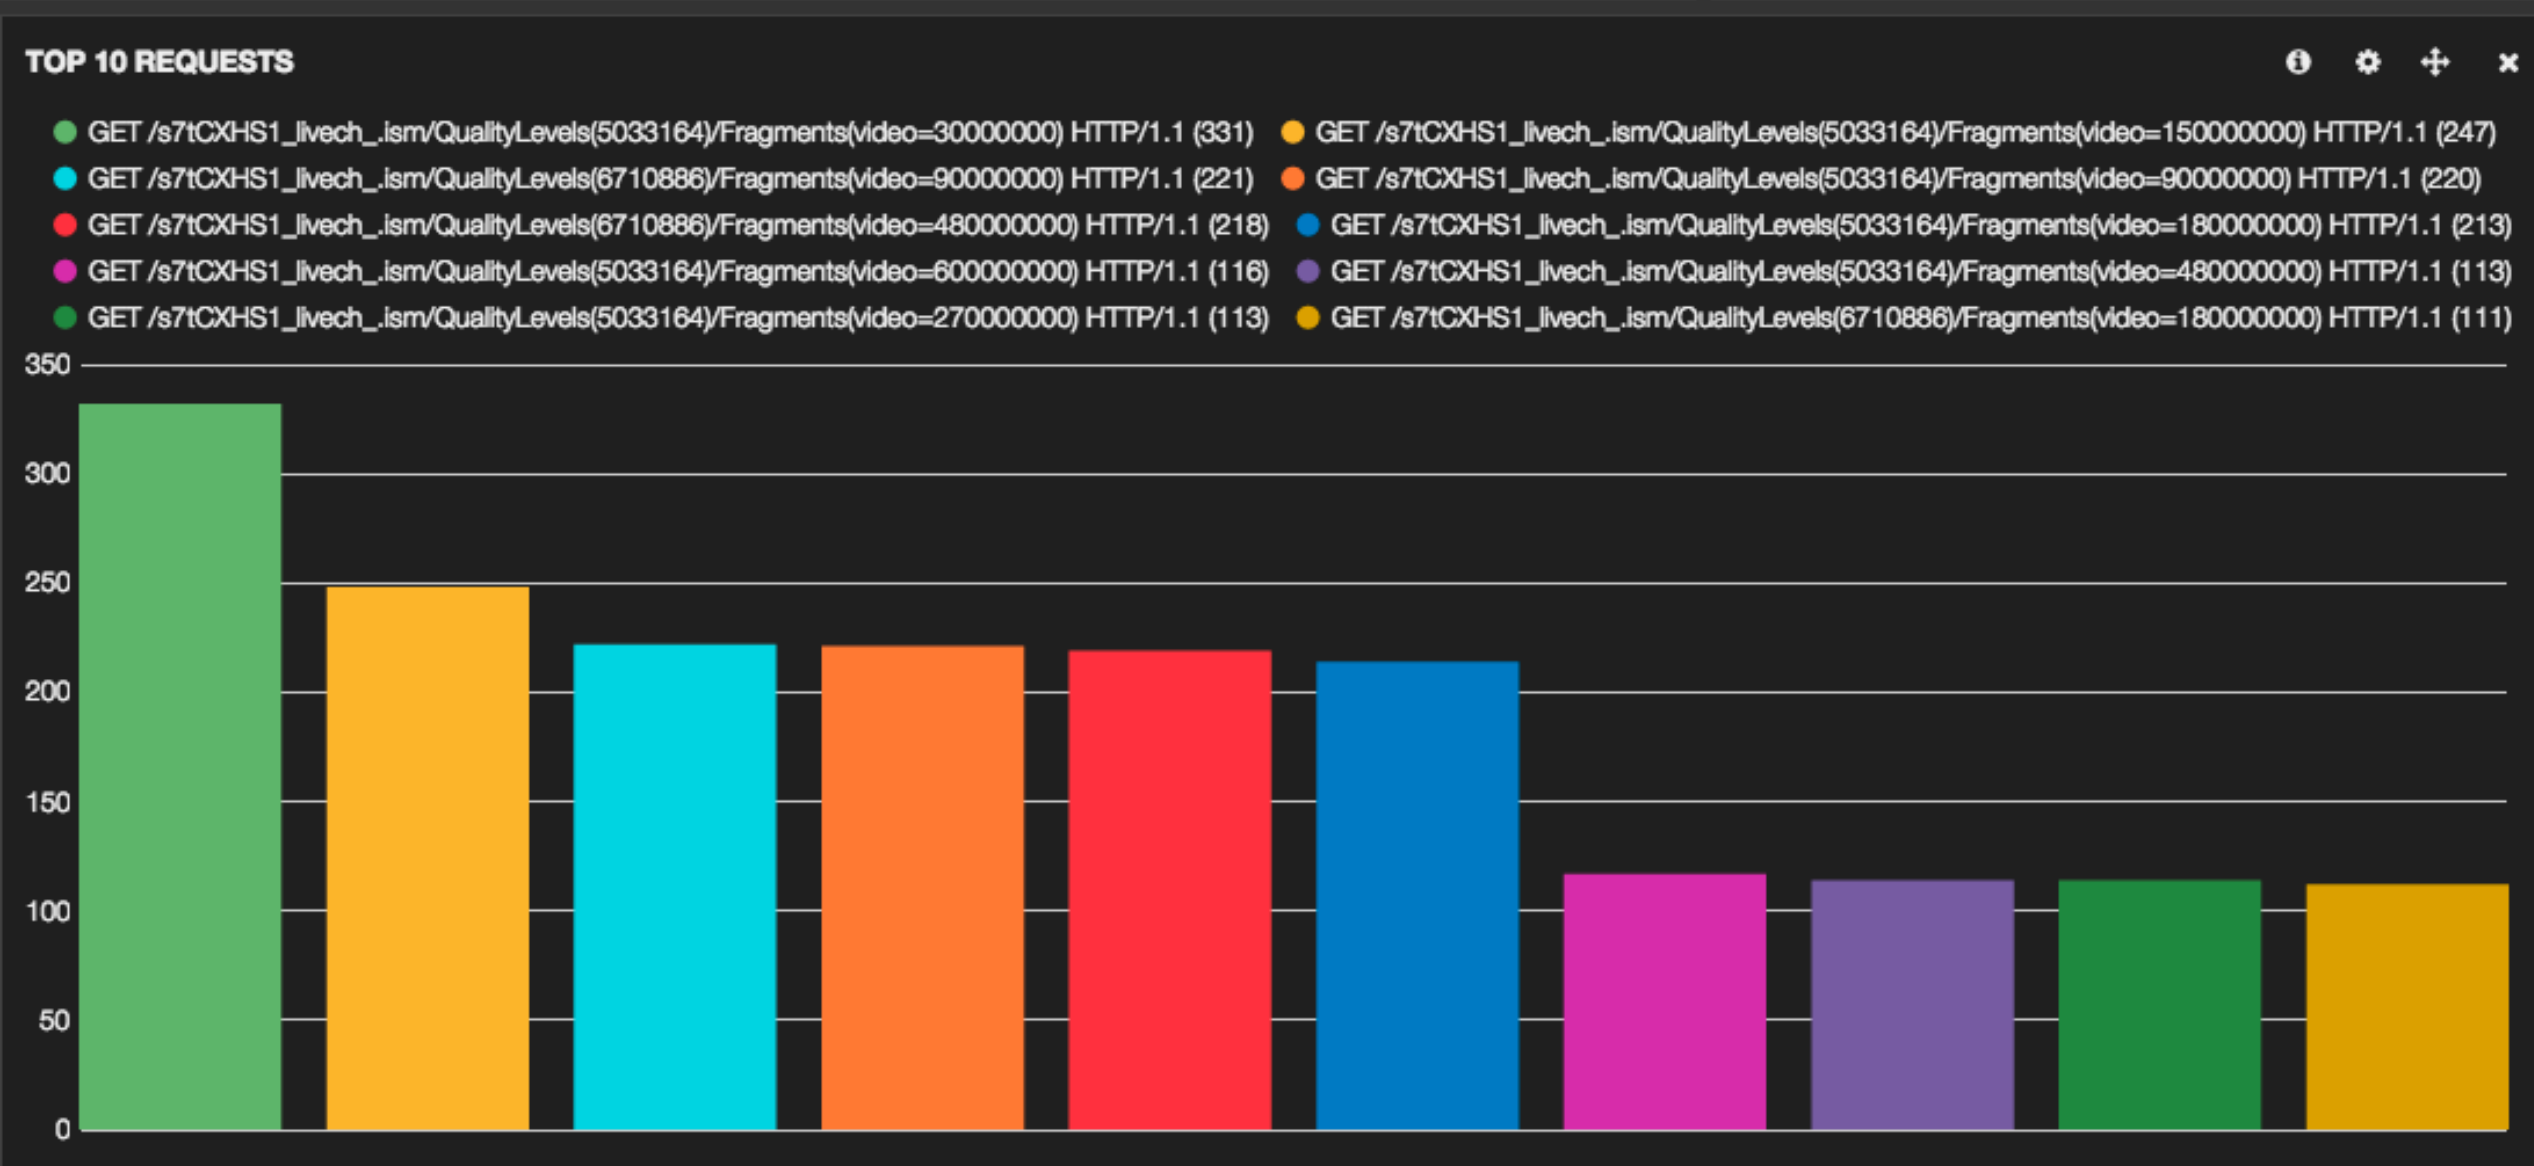 TOP 10 REQUESTS
GET /s7tCXHS1_livech_.ism/QualityLevels(5033164)/Fragments(video=30000000) HTTP/1.1 (331) GET /s7tCXHS1_livech_.ism/QualityLevels(5033164)/Fragments(video=150000000) HTTP/1.1 (247)
GET /s7tCXHS1_livech_.ism/QualityLevels(6710886)/Fragments(video=90000000) HTTP/1.1 (221) GET /s7tCXHS1_livech_.ism/QualityLevels(5033164)/Fragments(video=90000000) HTTP/1.1 (220)
GET /s7tCXHS1_livech_.ism/QualityLevels(6710886)/Fragments(video=480000000) HTTP/1.1 (218) GET /s7tCXHS1_livech_.ism/QualityLevels(5033164)/Fragments(video=180000000) HTTP/1.1 (213)
GET /s7tCXHS1_livech_.ism/QualityLevels(5033164)/Fragments(video=600000000) HTTP/1.1 (116) GET /s7tCXHS1_livech_.ism/QualityLevels(5033164)/Fragments(video=480000000) HTTP/1.1 (113)
GET /s7tCXHS1_livech_.ism/QualityLevels(5033164)/Fragments(video=270000000) HTTP/1.1 (113) GET /s7tCXHS1_livech_.ism/QualityLevels(6710886)/Fragments(video=180000000) HTTP/1.1 (111)
350
300
250
200
150
100
50
0